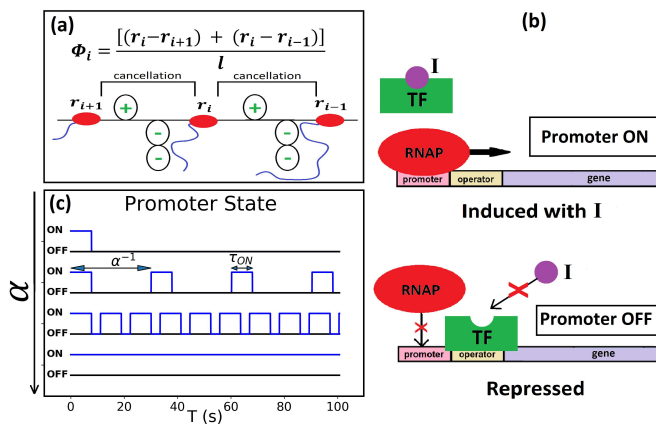 (a)
Φi = [(ri−ri+1) + (ri − ri−1)] / l
cancellation cancellation
ri+1 + ri + ri−1
- -
- -
(b)
I
TF
RNAP
Promoter ON
promoter operator gene
Induced with I
I
RNAP
Promoter OFF
TF
promoter operator gene
Repressed
(c) Promoter State
α
ON
OFF
ON α−1 τON
OFF
ON
OFF
ON
OFF
0 20 40 60 80 100
T (s)